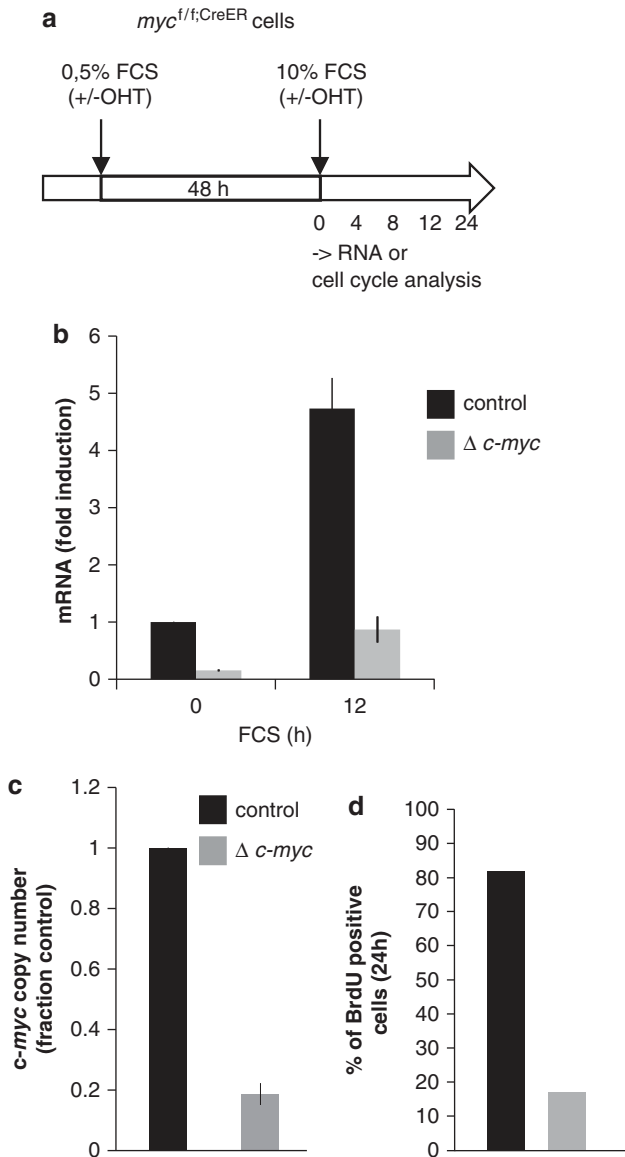 a
myc^f/f;CreER cells
0,5% FCS
(+/-OHT)
10% FCS
(+/-OHT)
48 h
0 4 8 12 24
-> RNA or
cell cycle analysis
b
mRNA (fold induction)
6
5
4
3
2
1
0
0
12
FCS (h)
control
Δ c-myc
c
c-myc copy number
(fraction control)
1.2
1
0.8
0.6
0.4
0.2
0
control
Δ c-myc
d
% of BrdU positive
cells (24h)
100
90
80
70
60
50
40
30
20
10
0